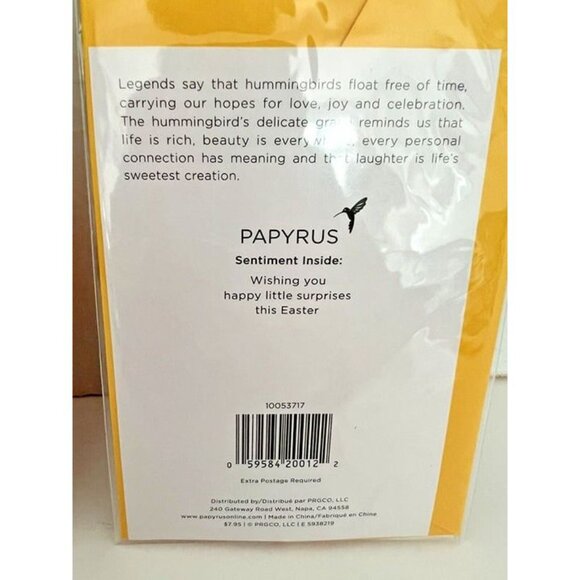 Legends say that hummingbirds float free of time,
carrying our hopes for love, joy and celebration.
The hummingbird's delicate reminds us that
life is rich, beauty is every personal
connection has meaning and that laughter is life's
sweetest creation.
PAPYRUS
Sentiment Inside:
Wishing you
happy little surprises
this Easter
10053717
0 59584 20012 2
Extra Postage Required
Distributed by/Distribué par PRGCO, LLC
240 Gateway Road West, Napa, CA 94558
www.papyrusonline.com | Made in China/Fabriqué en Chine
$7.95 | © PRGCO, LLC | E 5938219